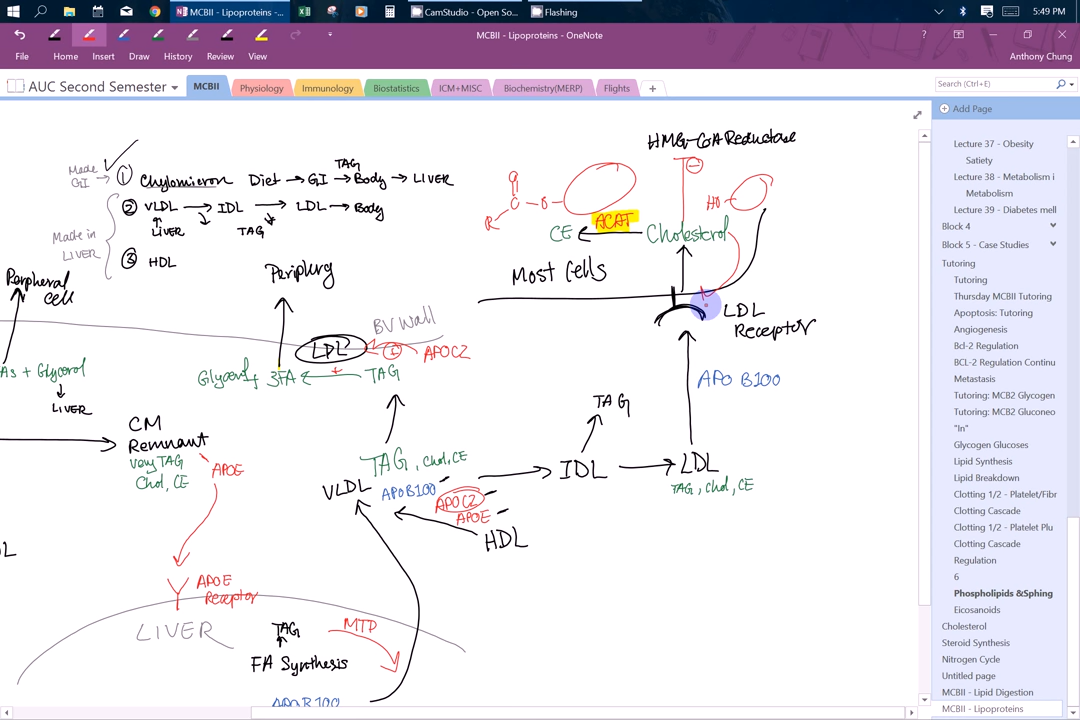 MCBII - Lipoproteins -...
CamStudio - Open So...
Flashing
5:49 PM
MCBII - Lipoproteins - OneNote
File
Home
Insert
Draw
History
Review
View
Anthony Chung
AUC Second Semester
MCBII
Physiology
Immunology
Biostatistics
ICM+MISC
Biochemistry(MERP)
Flights
Search (Ctrl+E)
Add Page
Made GI → ① Chylomicron Diet → GI → TAG Body → LIVER
② VLDL → IDL → LDL → Body
LIVER TAG
Made in LIVER
③ HDL
HMG-CoA Reductase
R C O O
HO
ACAT
CE Cholesterol
Most Cells
LDL Receptor
Peripheral Cell
Periphery
BV Wall
LDL
APOC2
As + Glycerol
LIVER
Glycerol + 3FA TAG
APO B100
CM Remnant
very TAG
Chol, CE
APOE
TAG
TAG, chol, CE
VLDL
APOB100
APOC2
APOE
HDL
IDL
LDL
TAG, chol, CE
DL
APOE Receptor
LIVER
TAG
MTP
FA Synthesis
APO B100
Lecture 37 - Obesity
Satiety
Lecture 38 - Metabolism i
Metabolism
Lecture 39 - Diabetes mell
Block 4
Block 5 - Case Studies
Tutoring
Tutoring
Thursday MCBII Tutoring
Apoptosis: Tutoring
Angiogenesis
Bcl-2 Regulation
BCL-2 Regulation Continu
Metastasis
Tutoring: MCB2 Glycogen
Tutoring: MCB2 Gluconeo
"In"
Glycogen Glucoses
Lipid Synthesis
Lipid Breakdown
Clotting 1/2 - Platelet/Fibr
Clotting Cascade
Clotting 1/2 - Platelet Plu
Clotting Cascade
Regulation
6
Phospholipids &Sphing
Eicosanoids
Cholesterol
Steroid Synthesis
Nitrogen Cycle
Untitled page
MCBII - Lipid Digestion
MCBII - Lipoproteins